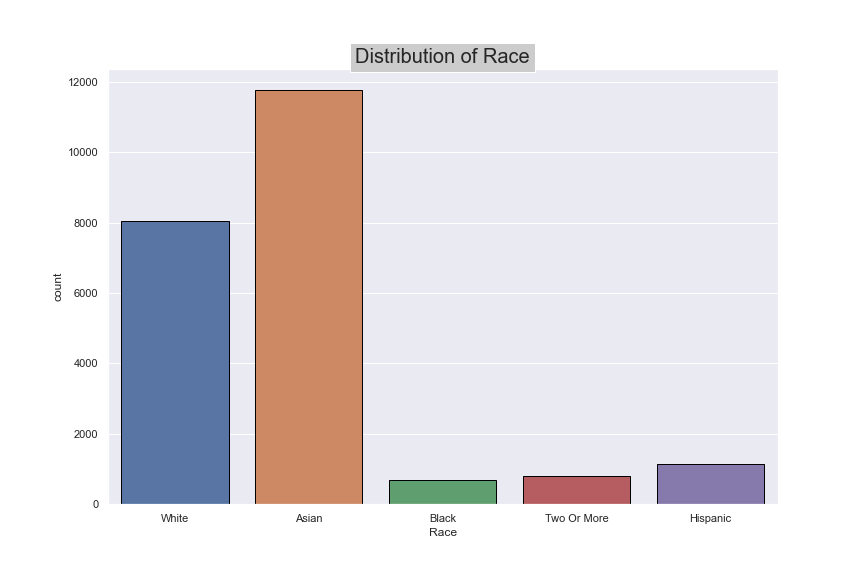 Distribution of Race
12000
10000
8000
6000
4000
2000
0
count
White
Asian
Black
Two Or More
Hispanic
Race